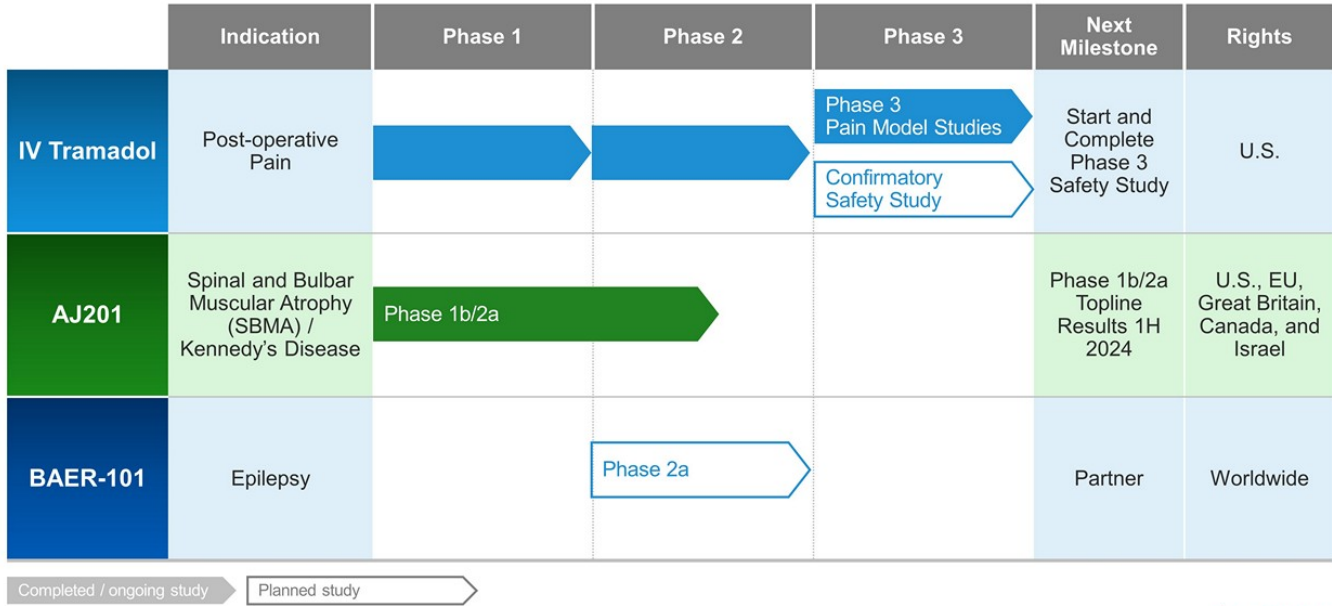 Indication
Phase 1
Phase 2
Phase 3
Next
Milestone
Rights
IV Tramadol
Post-operative
Pain
Phase 3
Pain Model Studies
Confirmatory
Safety Study
Start and
Complete
Phase 3
Safety Study
U.S.
AJ201
Spinal and Bulbar
Muscular Atrophy
(SBMA) /
Kennedy’s Disease
Phase 1b/2a
Phase 1b/2a
Topline
Results 1H
2024
U.S., EU,
Great Britain,
Canada, and
Israel
BAER-101
Epilepsy
Phase 2a
Partner
Worldwide
Completed / ongoing study
Planned study